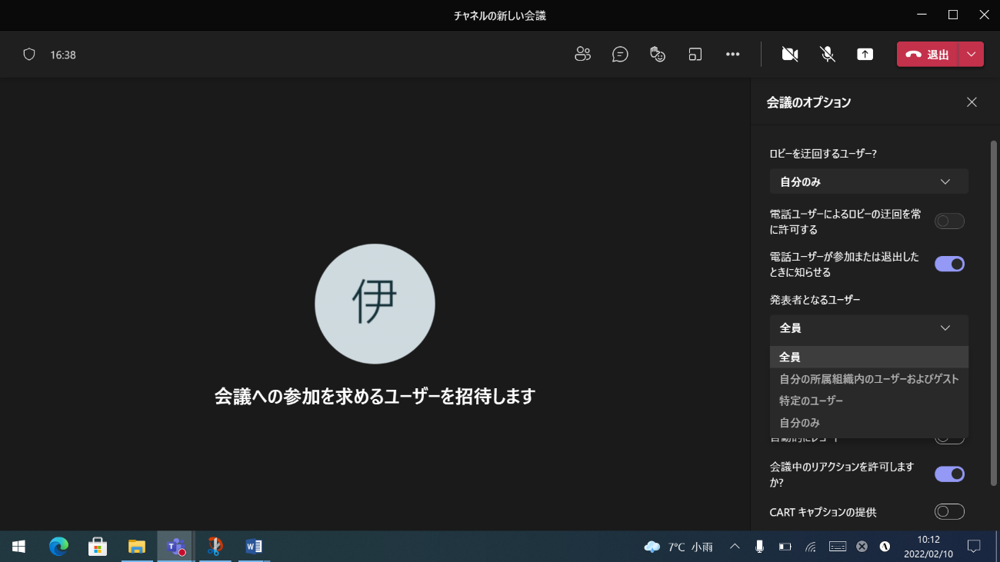 チャネルの新しい会議
16:38
退出
会議のオプション
ロビーを迂回するユーザー?
自分のみ
電話ユーザーによるロビーの迂回を常
に許可する
電話ユーザーが参加または退出した
ときに知らせる
発表者となるユーザー
全員
全員
自分の所属組織内のユーザーおよびゲスト
特定のユーザー
自分のみ
会議中のリアクションを許可します
か?
CART キャプションの提供
伊
会議への参加を求めるユーザーを招待します
7°C 小雨
10:12
2022/02/10